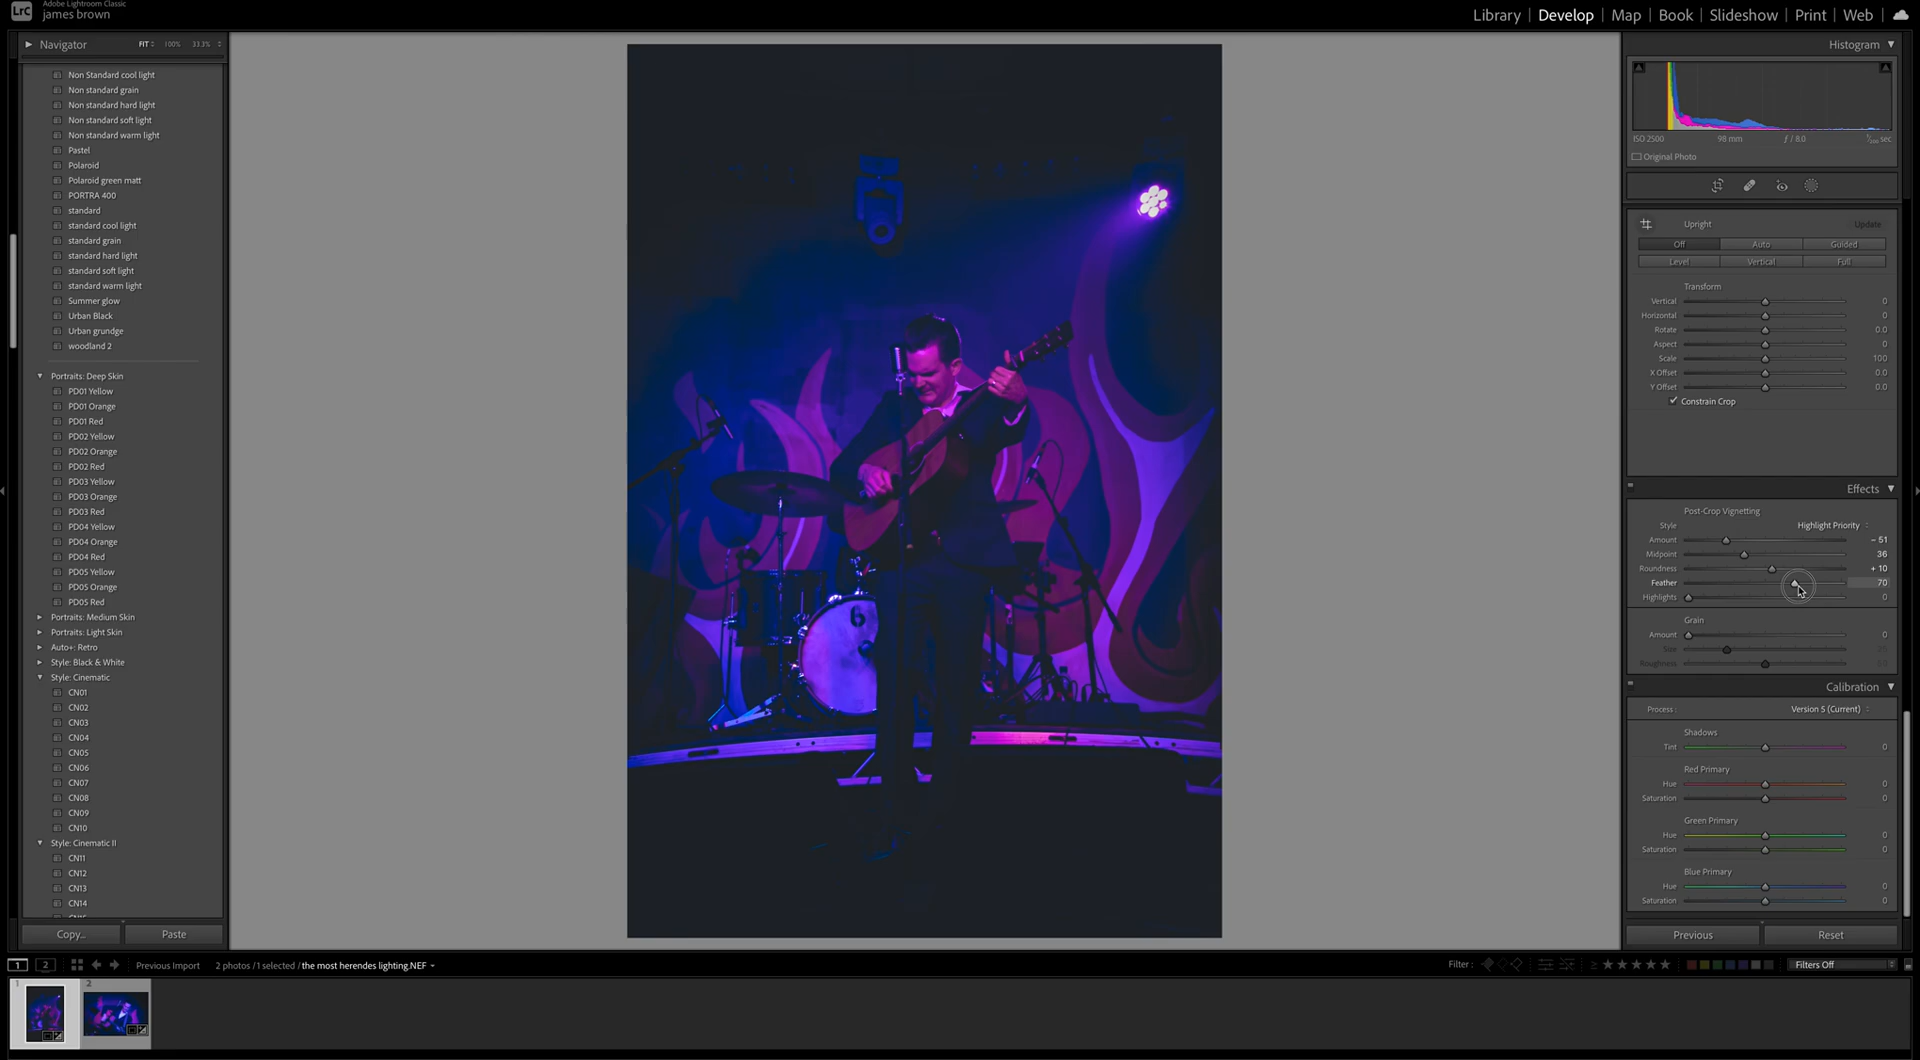 LrC
Adobe Lightroom Classic
james brown
Library | Develop | Map | Book | Slideshow | Print | Web
Navigator FIT 100% 33.3%
Non Standard cool light
Non standard grain
Non standard hard light
Non standard soft light
Non standard warm light
Pastel
Polaroid
Polaroid green matt
PORTRA 400
standard
standard cool light
standard grain
standard hard light
standard soft light
standard warm light
Summer glow
Urban Black
Urban grundge
woodland 2
Portraits: Deep Skin
PD01 Yellow
PD01 Orange
PD01 Red
PD02 Yellow
PD02 Orange
PD02 Red
PD03 Yellow
PD03 Orange
PD03 Red
PD04 Yellow
PD04 Orange
PD04 Red
PD05 Yellow
PD05 Orange
PD05 Red
Portraits: Medium Skin
Portraits: Light Skin
Auto+: Retro
Style: Black & White
Style: Cinematic
CN01
CN02
CN03
CN04
CN05
CN06
CN07
CN08
CN09
CN10
Style: Cinematic II
CN11
CN12
CN13
CN14
Copy... Paste
6
Histogram
ISO 2500 98 mm ƒ / 8.0 sec
Original Photo
Upright Update
Off Auto Guided
Level Vertical Full
Transform
Vertical 0
Horizontal 0
Rotate 0.0
Aspect 0
Scale 100
X Offset 0.0
Y Offset 0.0
Constrain Crop
Effects
Post-Crop Vignetting
Style Highlight Priority
Amount − 51
Midpoint 36
Roundness + 10
Feather 70
Highlights 0
Grain
Amount 0
Size 25
Roughness 50
Calibration
Process : Version 5 (Current)
Shadows
Tint 0
Red Primary
Hue 0
Saturation 0
Green Primary
Hue 0
Saturation 0
Blue Primary
Hue 0
Saturation 0
Previous Reset
1 2 Previous Import 2 photos / 1 selected / the most herendes lighting.NEF
Filter : ≥ ★★★★★ Filters Off
1 2